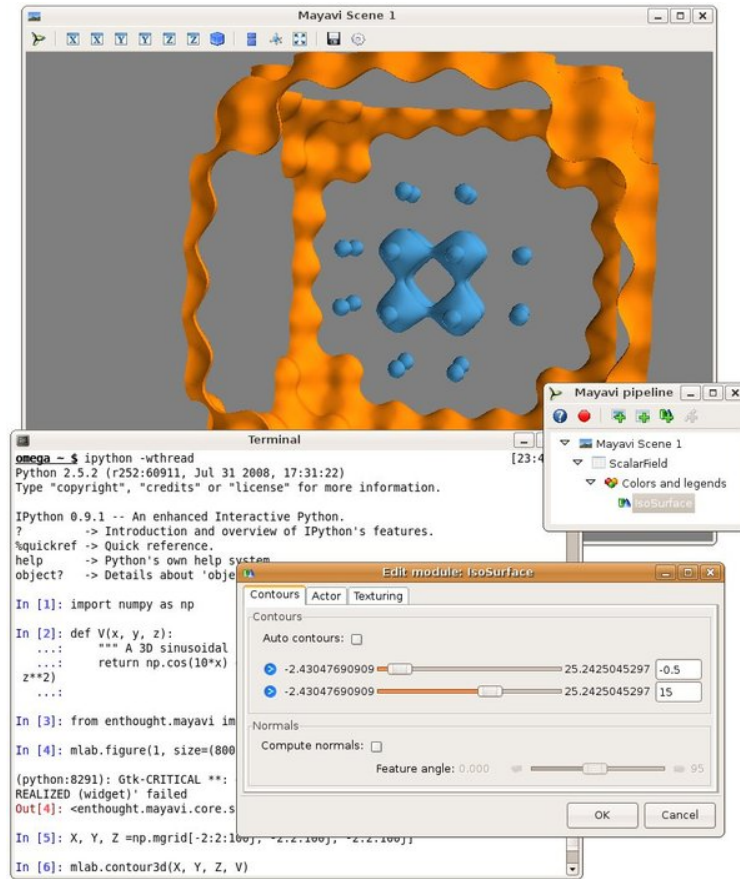 Mayavi Scene 1
X X Y Y Z Z
Mayavi pipeline
Mayavi Scene 1
ScalarField
Colors and legends
IsoSurface
Terminal
omega ~ $ ipython -wthread [23:4
Python 2.5.2 (r252:60911, Jul 31 2008, 17:31:22)
Type "copyright", "credits" or "license" for more information.
IPython 0.9.1 -- An enhanced Interactive Python.
? -> Introduction and overview of IPython's features.
%quickref -> Quick reference.
help -> Python's own help system
object? -> Details about 'obje
In [1]: import numpy as np
In [2]: def V(x, y, z):
...: """ A 3D sinusoidal
...: return np.cos(10*x)
z**2)
...:
In [3]: from enthought.mayavi im
In [4]: mlab.figure(1, size=(800
(python:8291): Gtk-CRITICAL **:
REALIZED (widget)' failed
Out[4]: <enthought.mayavi.core.s
In [5]: X, Y, Z =np.mgrid[-2:2:100j, -2:2:100j, -2:2:100j]
In [6]: mlab.contour3d(X, Y, Z, V)
Edit module: IsoSurface
Contours Actor Texturing
Contours
Auto contours:
-2.43047690909 25.2425045297 -0.5
-2.43047690909 25.2425045297 15
Normals
Compute normals:
Feature angle: 0.000 95
OK Cancel